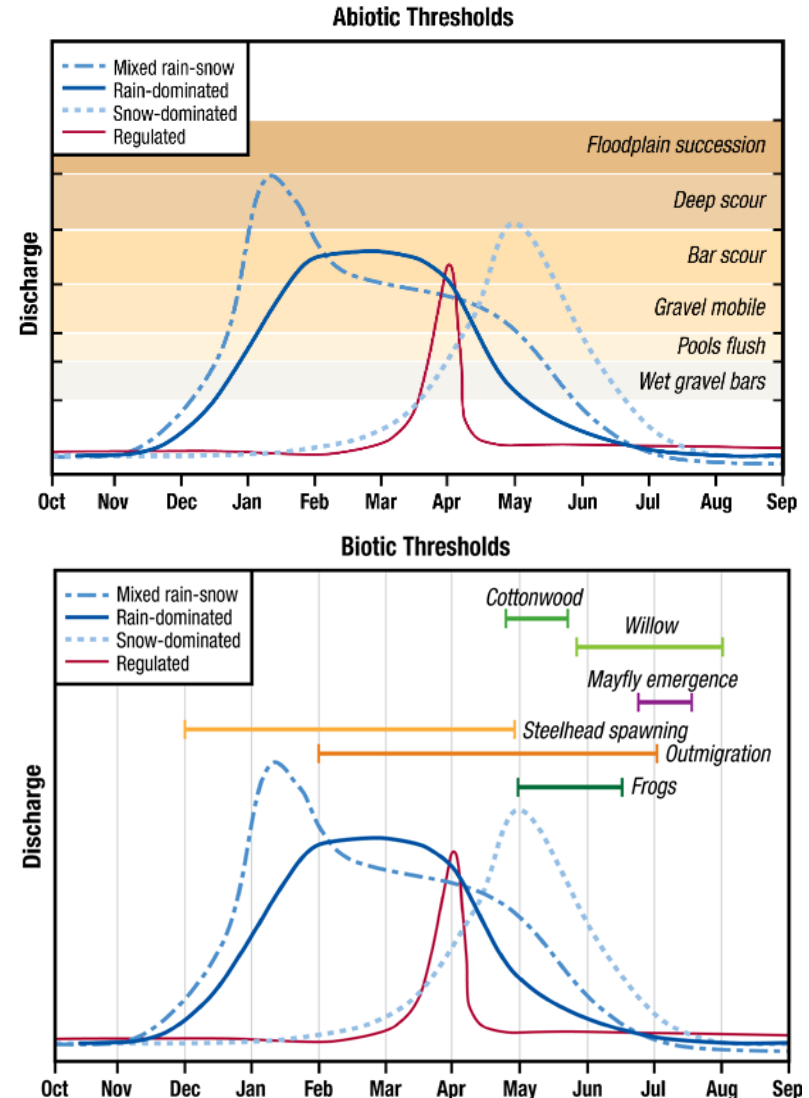 Abiotic Thresholds
Mixed rain-snow
Rain-dominated
Snow-dominated
Regulated
Floodplain succession
Deep scour
Bar scour
Gravel mobile
Pools flush
Wet gravel bars
Discharge
Oct Nov Dec Jan Feb Mar Apr May Jun Jul Aug Sep
Biotic Thresholds
Mixed rain-snow
Rain-dominated
Snow-dominated
Regulated
Cottonwood
Willow
Mayfly emergence
Steelhead spawning
Outmigration
Frogs
Discharge
Oct Nov Dec Jan Feb Mar Apr May Jun Jul Aug Sep